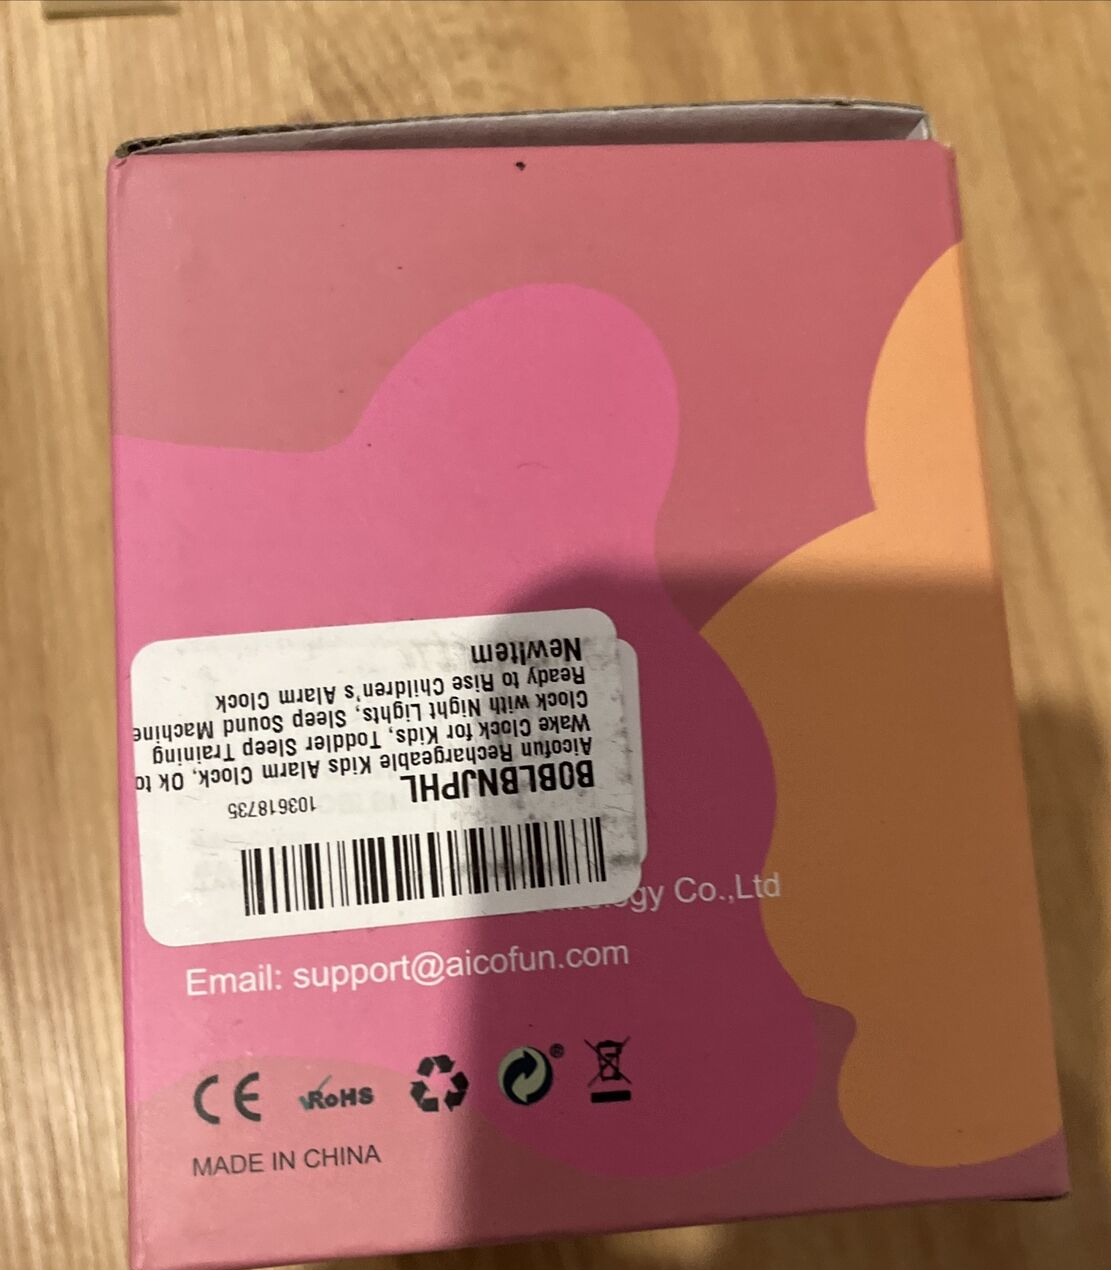 B0BLBNJPHL 103618735
Aicofun Rechargeable Kids Alarm Clock, Ok to
Wake Clock for Kids, Toddler Sleep Training
Clock with Night Lights, Sleep Sound Machine
Ready to Rise Children's Alarm Clock
NewItem
Co.,Ltd
Email: support@aicofun.com
CE RoHS ®
MADE IN CHINA